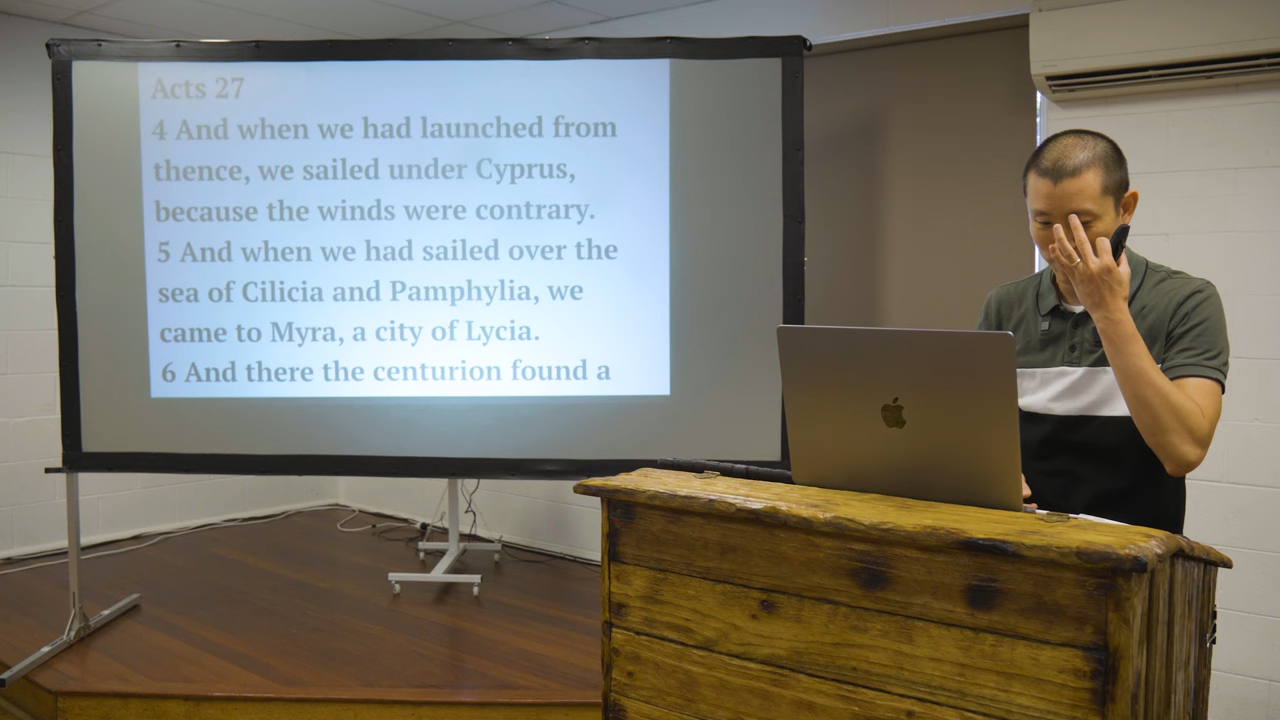 Acts 27
4 And when we had launched from
thence, we sailed under Cyprus,
because the winds were contrary.
5 And when we had sailed over the
sea of Cilicia and Pamphylia, we
came to Myra, a city of Lycia.
6 And there the centurion found a